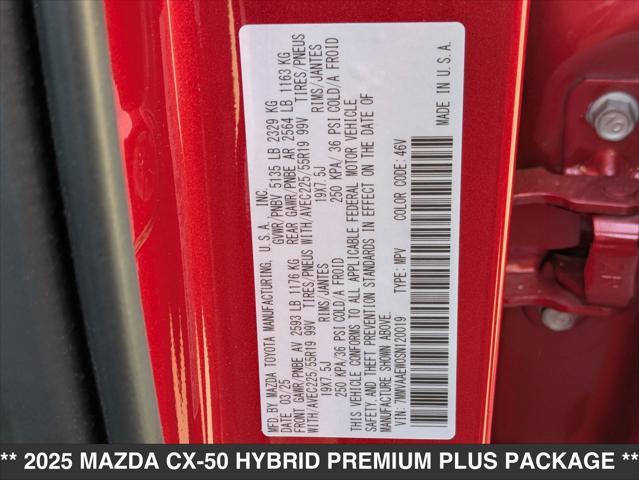 MFD. BY MAZDA TOYOTA MANUFACTURING, U.S.A. INC.
DATE 03/25 GVWR/PNBV 5135 LB 2329 KG
FRONT GAWR/PNBE AV 2593 LB 1176 KG REAR GAWR/PNBE AR 2564 LB 1163 KG
WITH/AVEC225/55R19 99V TIRES/PNEUS WITH/AVEC225/55R19 99V TIRES/PNEUS
19X7.5J RIMS/JANTES 19X7.5J RIMS/JANTES
250 KPA/36 PSI COLD/A FROID 250 KPA/ 36 PSI COLD/A FROID
THIS VEHICLE CONFORMS TO ALL APPLICABLE FEDERAL MOTOR VEHICLE
SAFETY AND THEFT PREVENTION STANDARDS IN EFFECT ON THE DATE OF
MANUFACTURE SHOWN ABOVE.
VIN: 7MMVAAEW0SN120019 TYPE: MPV COLOR CODE: 46V
MADE IN U.S.A.
** 2025 MAZDA CX-50 HYBRID PREMIUM PLUS PACKAGE **